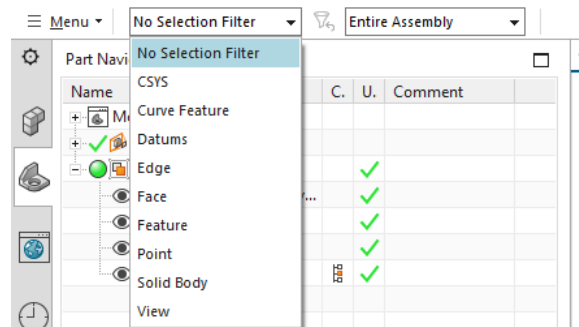 Menu No Selection Filter Entire Assembly
Part Navi
No Selection Filter
Name C. U. Comment
CSYS
M
Curve Feature
Datums
Edge
Face ...
Feature
Point
Solid Body
View